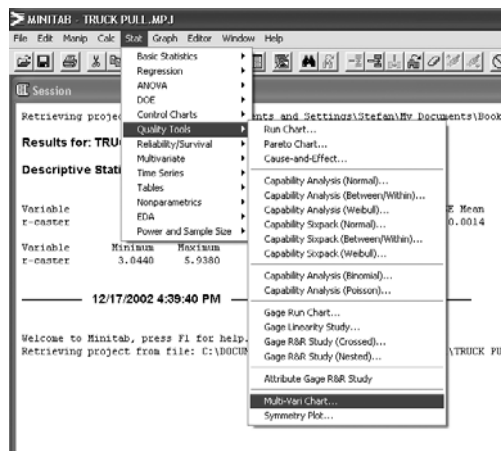 MINITAB - TRUCK PULL.MPJ
File Edit Manip Calc Stat Graph Editor Window Help
Session
Basic Statistics
Regression
ANOVA
DOE
Control Charts
Quality Tools
Reliability/Survival
Multivariate
Time Series
Tables
Nonparametrics
EDA
Power and Sample Size
Run Chart...
Pareto Chart...
Cause-and-Effect...
Capability Analysis (Normal)...
Capability Analysis (Between/Within)...
Capability Analysis (Weibull)...
Capability Sixpack (Normal)...
Capability Sixpack (Between/Within)...
Capability Sixpack (Weibull)...
Capability Analysis (Binomial)...
Capability Analysis (Poisson)...
Gage Run Chart...
Gage Linearity Study...
Gage R&R Study (Crossed)...
Gage R&R Study (Nested)...
Attribute Gage R&R Study
Multi-Vari Chart...
Symmetry Plot...
Retrieving projec nts and Settings\Stefan\My Documents\Book
Results for: TRU
Descriptive Stati
Variable E Mean
r-caster 0.0014
Variable Minimum Maximum
r-caster 3.0440 5.9380
12/17/2002 4:39:40 PM
Welcome to Minitab, press F1 for help.
Retrieving project from file: C:\DOCUM \TRUCK PU